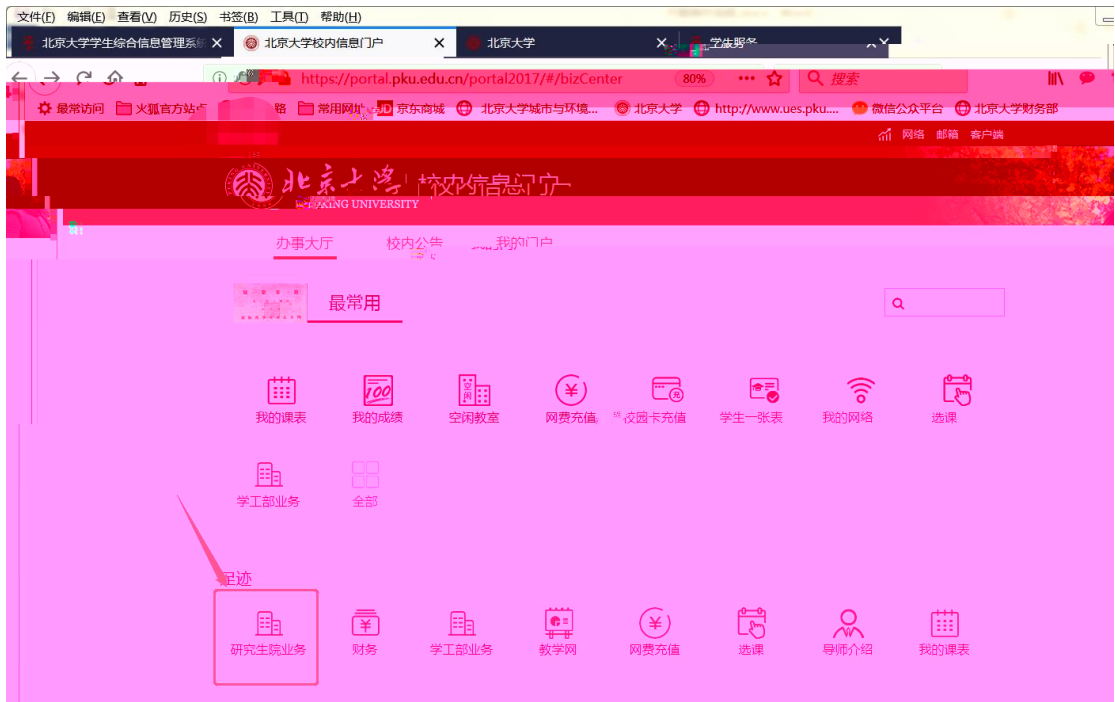 文件(F) 编辑(E) 查看(V) 历史(S) 书签(B) 工具(T) 帮助(H)
北京大学学生综合信息管理系统 北京大学校内信息门户 北京大学
https://portal.pku.edu.cn/portal2017/#/bizCenter 80% 搜索
最常访问 火狐官方站点 常用网址 JD 京东商城 北京大学城市与环境... 北京大学 http://www.ues.pku.... 微信公众平台 北京大学财务部
网络 邮箱 客户端
北京大学 校内信息门户
PEKING UNIVERSITY
办事大厅 校内公告 我的门户
最常用
我的课表 我的成绩 空闲教室 网费充值 校园卡充值 学生一张表 我的网络 选课
学工部业务 全部
足迹
研究生院业务 财务 学工部业务 教学网 网费充值 选课 导师介绍 我的课表